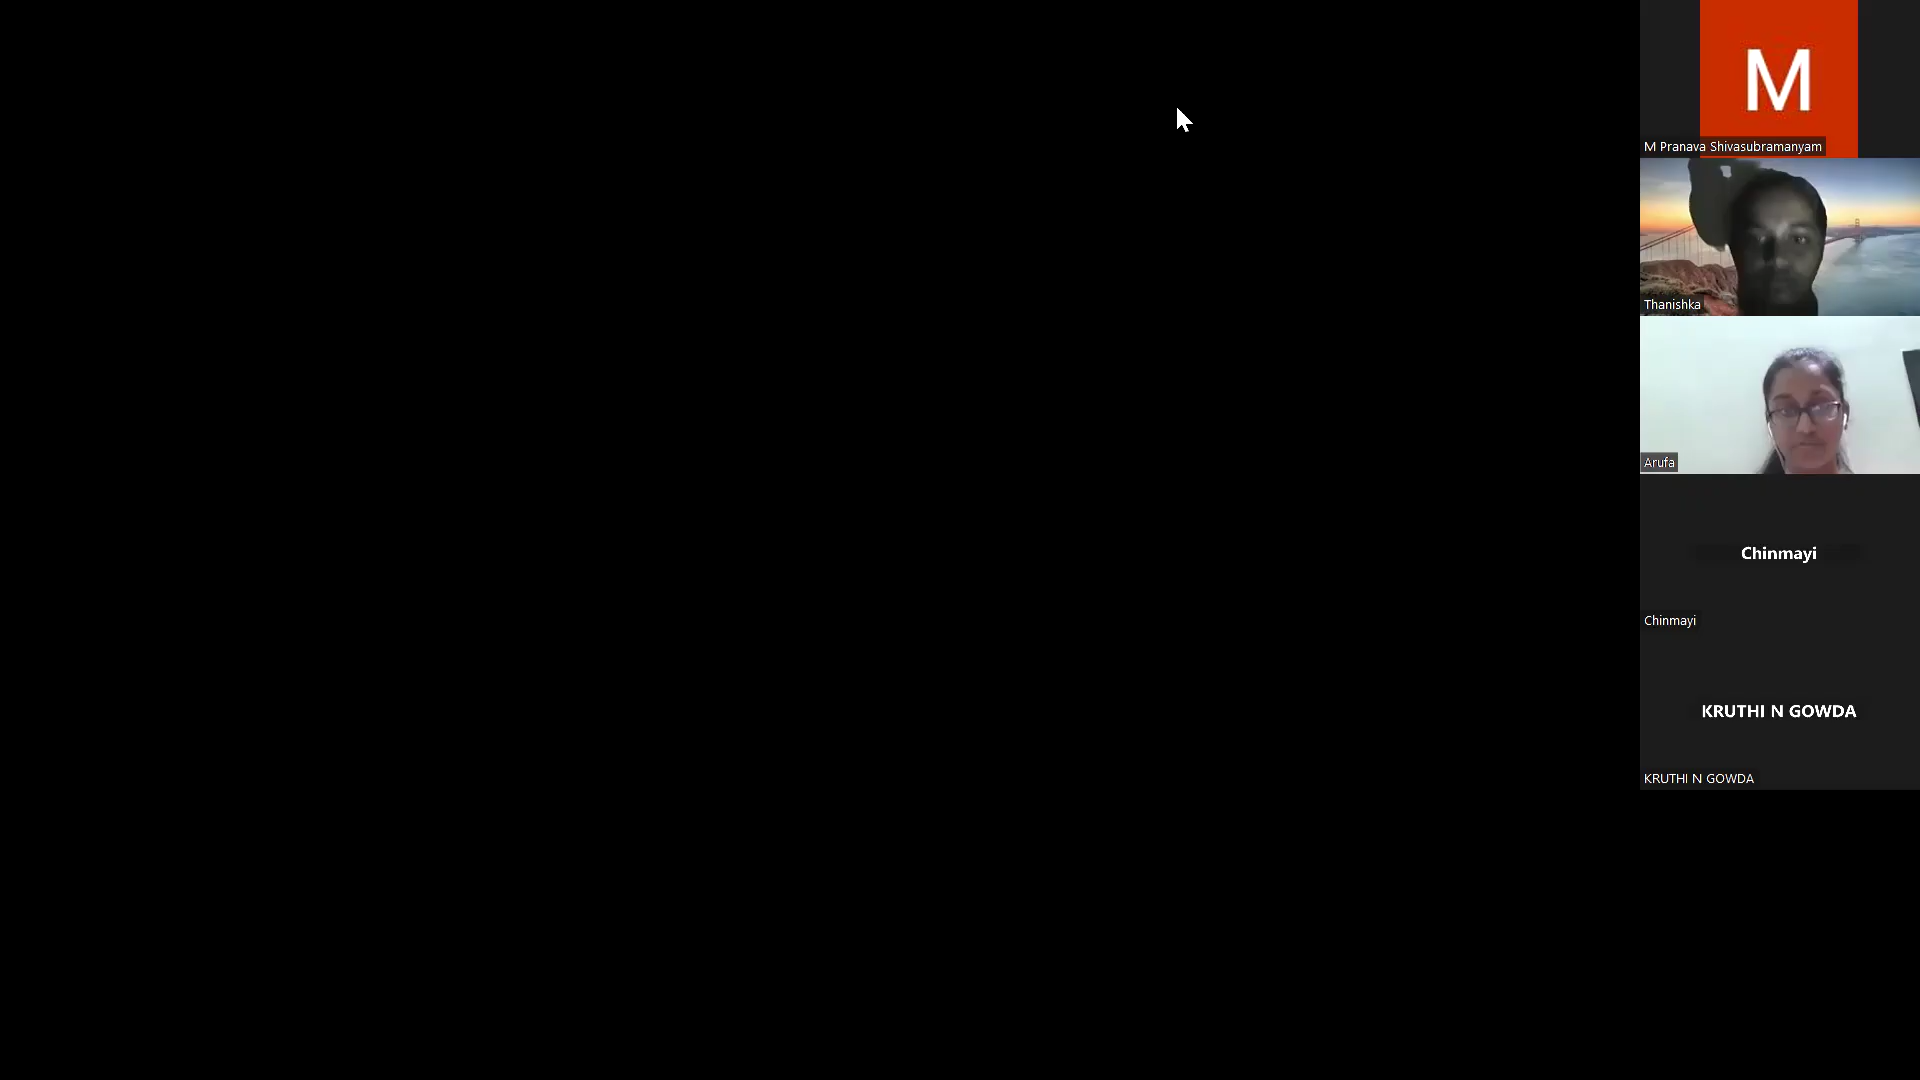 M
M Pranava Shivasubramanyam
Thanishka
Arufa
Chinmayi
Chinmayi
KRUTHI N GOWDA
KRUTHI N GOWDA